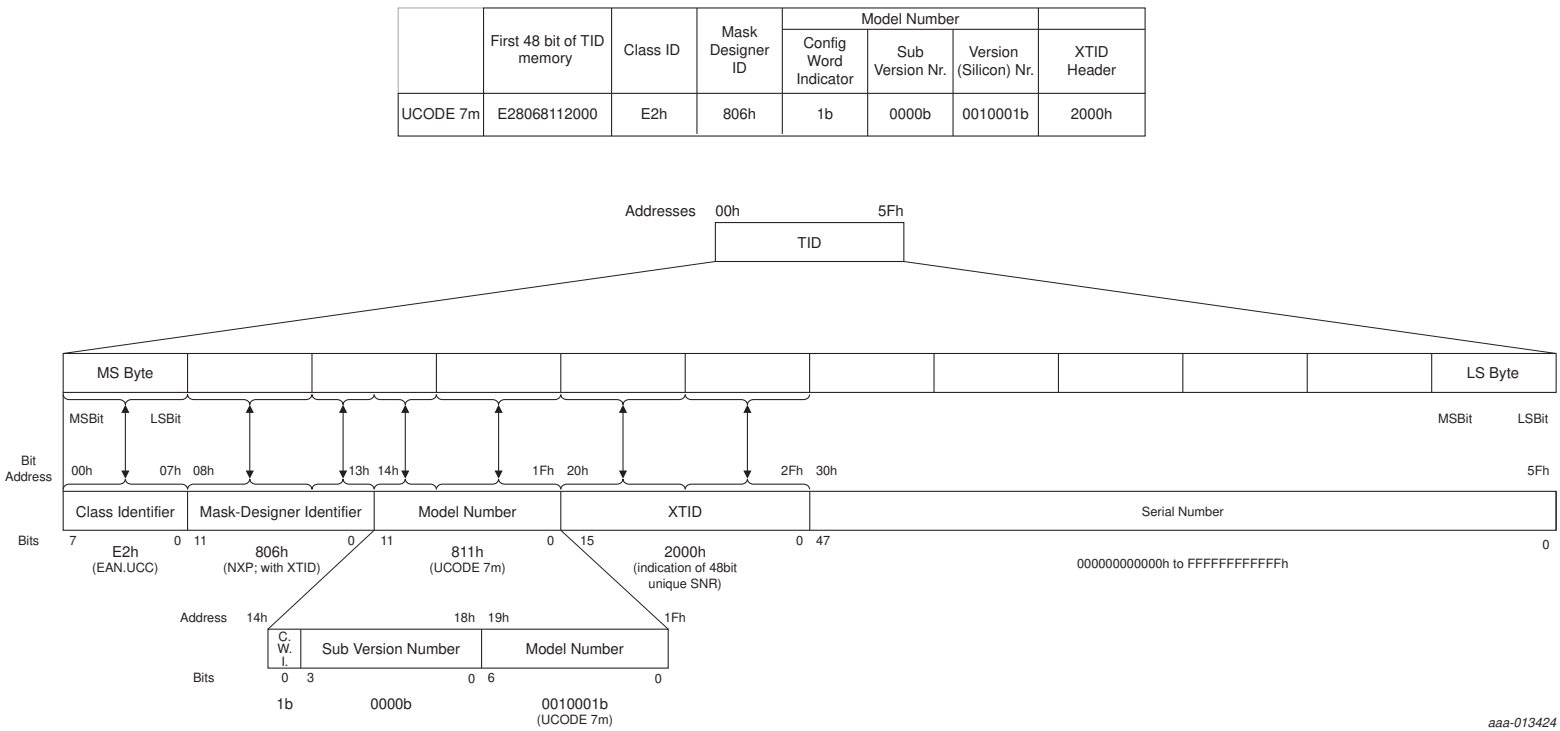 Model Number
First 48 bit of TID memory
Class ID
Mask Designer ID
Config Word Indicator
Sub Version Nr.
Version (Silicon) Nr.
XTID Header
UCODE 7m E28068112000 E2h 806h 1b 0000b 0010001b 2000h
Addresses 00h 5Fh
TID
MS Byte LS Byte
MSBit LSBit MSBit LSBit
Bit Address
00h 07h 08h 13h 14h 1Fh 20h 2Fh 30h 5Fh
Class Identifier Mask-Designer Identifier Model Number XTID Serial Number
Bits 7 0 11 0 11 0 15 0 47 0
E2h 806h 811h 2000h
(EAN.UCC) (NXP; with XTID) (UCODE 7m) (indication of 48bit
unique SNR)
000000000000h to FFFFFFFFFFFFh
Address 14h 18h 19h 1Fh
C.
W.
I.
Sub Version Number Model Number
Bits 0 3 0 6 0
1b 0000b 0010001b
(UCODE 7m)
aaa-013424